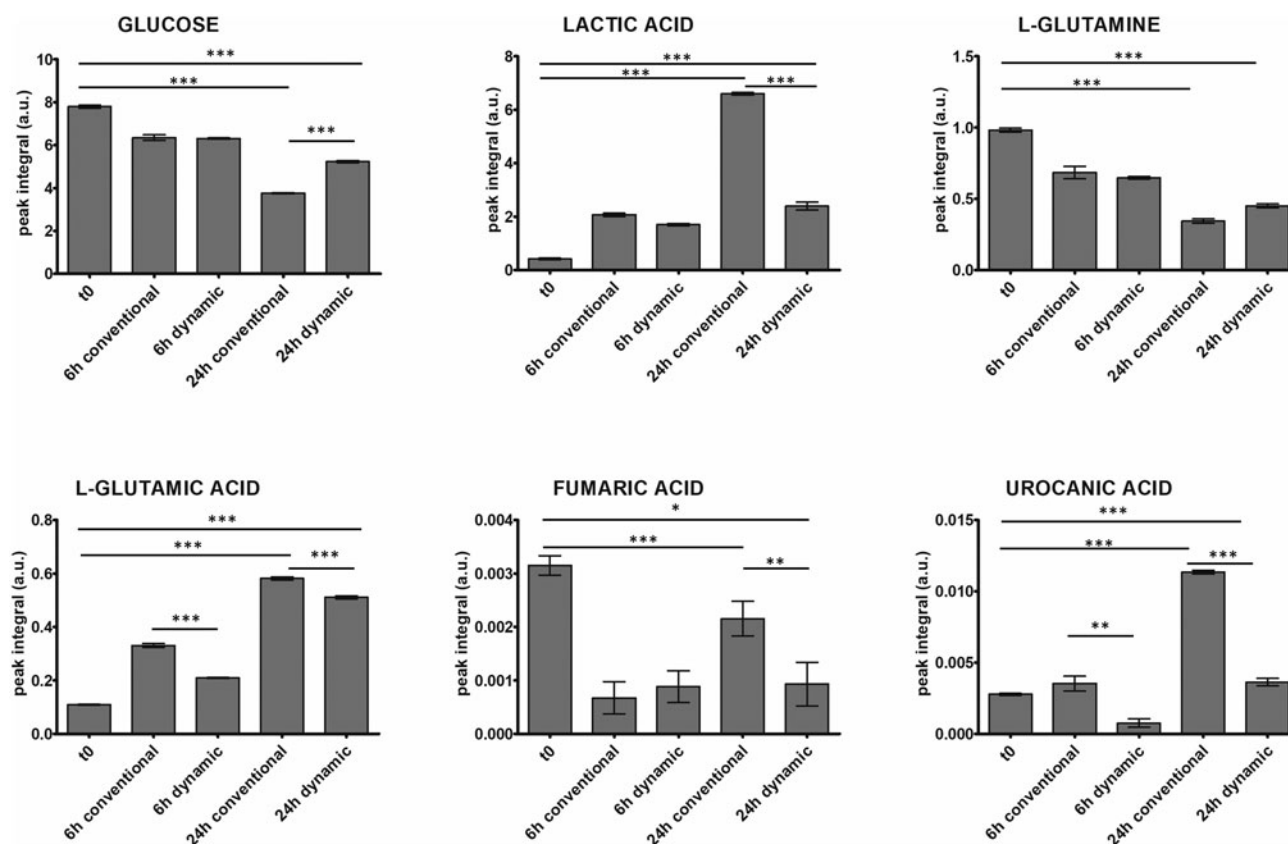 GLUCOSE
peak integral (a.u.)
10
8
6
4
2
0
***
***
***
t0
6h conventional
6h dynamic
24h conventional
24h dynamic
LACTIC ACID
peak integral (a.u.)
8
6
4
2
0
***
***
***
t0
6h conventional
6h dynamic
24h conventional
24h dynamic
L-GLUTAMINE
peak integral (a.u.)
1.5
1.0
0.5
0.0
***
***
t0
6h conventional
6h dynamic
24h conventional
24h dynamic
L-GLUTAMIC ACID
peak integral (a.u.)
0.8
0.6
0.4
0.2
0.0
***
***
***
***
t0
6h conventional
6h dynamic
24h conventional
24h dynamic
FUMARIC ACID
peak integral (a.u.)
0.004
0.003
0.002
0.001
0.000
*
***
**
t0
6h conventional
6h dynamic
24h conventional
24h dynamic
UROCANIC ACID
peak integral (a.u.)
0.015
0.010
0.005
0.000
***
***
***
**
t0
6h conventional
6h dynamic
24h conventional
24h dynamic